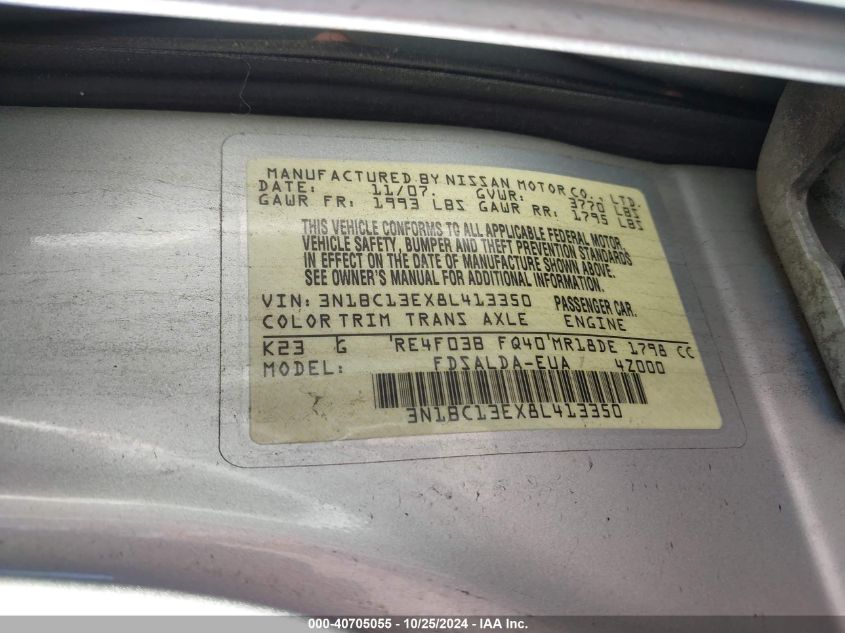 MANUFACTURED BY NISSAN MOTOR CO., LTD.
DATE: 11/07. GVWR: 3770 LBS
GAWR FR: 1993 LBS GAWR RR: 1795 LBS
THIS VEHICLE CONFORMS TO ALL APPLICABLE FEDERAL MOTOR
VEHICLE SAFETY, BUMPER AND THEFT PREVENTION STANDARDS
IN EFFECT ON THE DATE OF MANUFACTURE SHOWN ABOVE.
SEE OWNER'S MANUAL FOR ADDITIONAL INFORMATION.
VIN: 3N1BC13EX8L413350 PASSENGER CAR.
COLOR TRIM TRANS AXLE ENGINE
K23 G 'RE4F03B FQ40'MR18DE 1798 CC
MODEL: FDSALDA-EUA 4Z000
3N1BC13EX8L413350
300-40705055 - 10/25/2024 - IAA Inc.